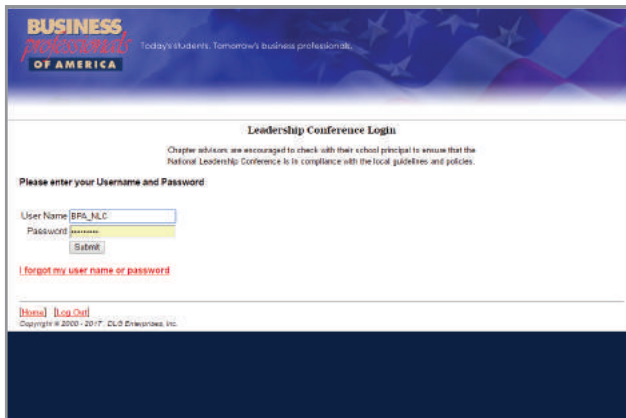 BUSINESS
professionals
OF AMERICA
Today's students. Tomorrow's business professionals.
Leadership Conference Login
Chapter advisors are encouraged to check with their school principal to ensure that the
National Leadership Conference is in compliance with the local guidelines and policies.
Please enter your Username and Password
User Name BPA_NLC
Password •••••••••
Submit
I forgot my user name or password
[Home] [Log Out]
Copyright © 2000 - 2017 DLG Enterprises, Inc.